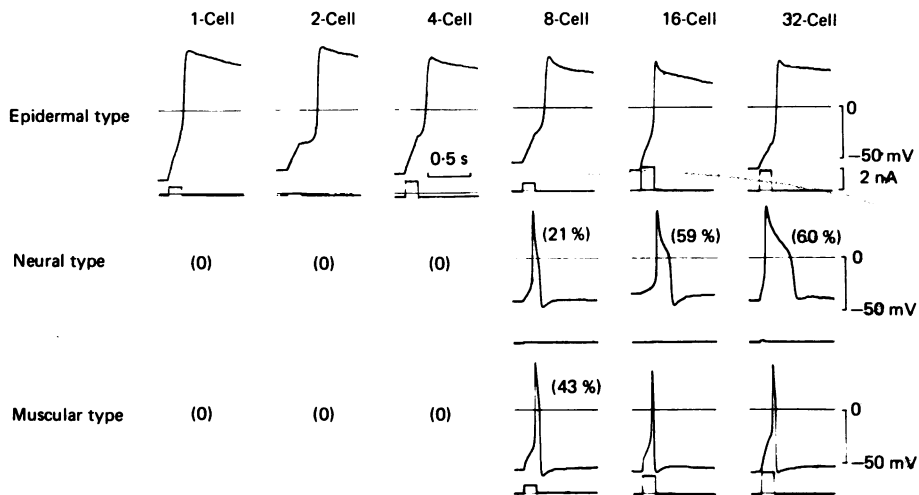 1-Cell 2-Cell 4-Cell 8-Cell 16-Cell 32-Cell
Epidermal type
0
0·5 s
−50 mV
2 nA
(21 %) (59 %) (60 %)
Neural type (0) (0) (0) 0
−50 mV
(43 %)
Muscular type (0) (0) (0) 0
−50 mV